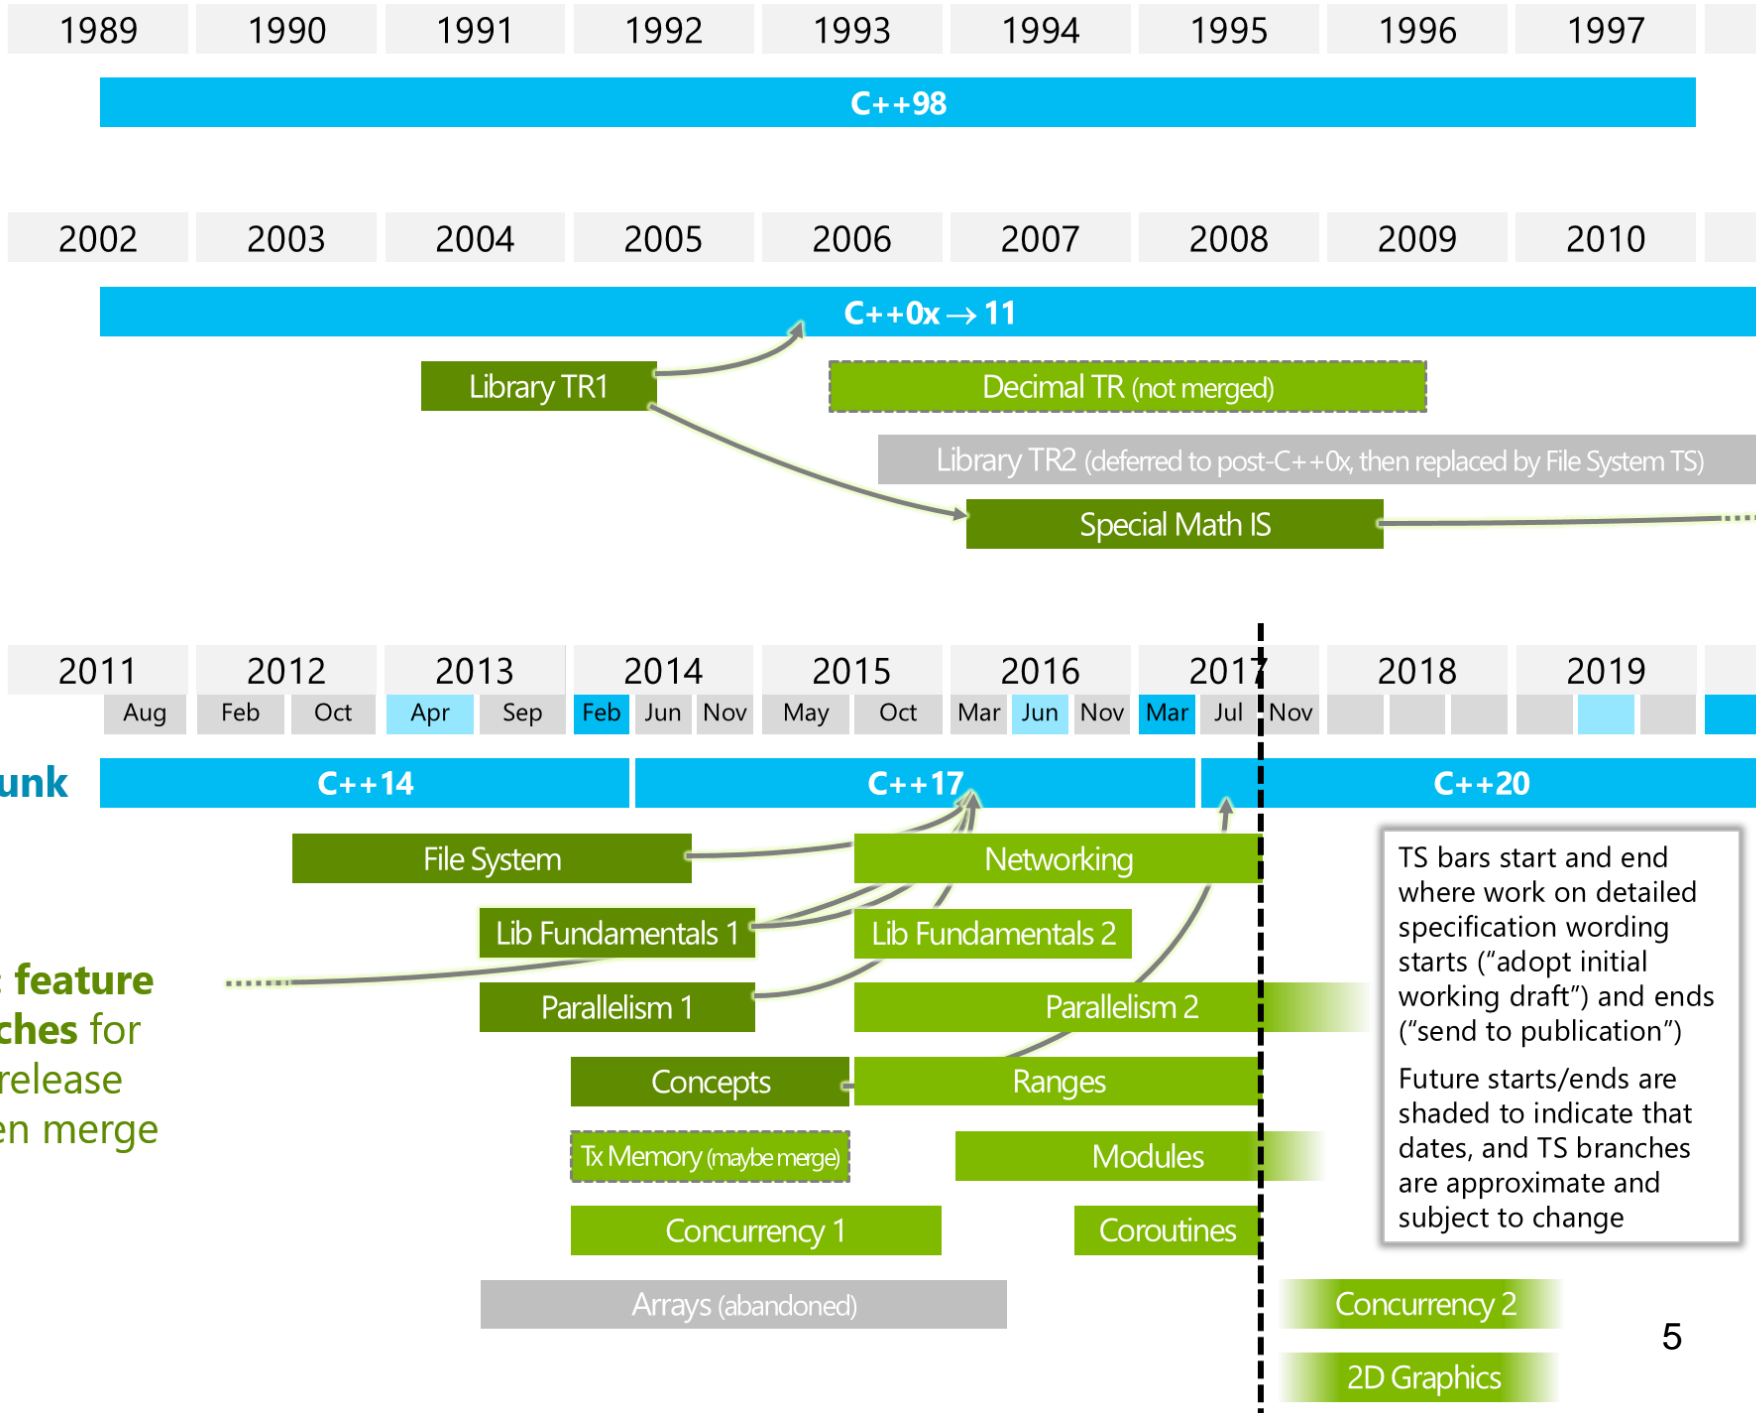 1989 1990 1991 1992 1993 1994 1995 1996 1997
C++98
2002 2003 2004 2005 2006 2007 2008 2009 2010
C++0x → 11
Library TR1
Decimal TR (not merged)
Library TR2 (deferred to post-C++0x, then replaced by File System TS)
Special Math IS
2011 2012 2013 2014 2015 2016 2017 2018 2019
Aug Feb Oct Apr Sep Feb Jun Nov May Oct Mar Jun Nov Mar Jul Nov
unk
C++14 C++17 C++20
File System
Networking
Lib Fundamentals 1
Lib Fundamentals 2
feature
ches for
release
en merge
Parallelism 1
Parallelism 2
Concepts
Ranges
Tx Memory (maybe merge)
Modules
Concurrency 1
Coroutines
Arrays (abandoned)
Concurrency 2
2D Graphics
TS bars start and end
where work on detailed
specification wording
starts (“adopt initial
working draft”) and ends
(“send to publication”)
Future starts/ends are
shaded to indicate that
dates, and TS branches
are approximate and
subject to change
5